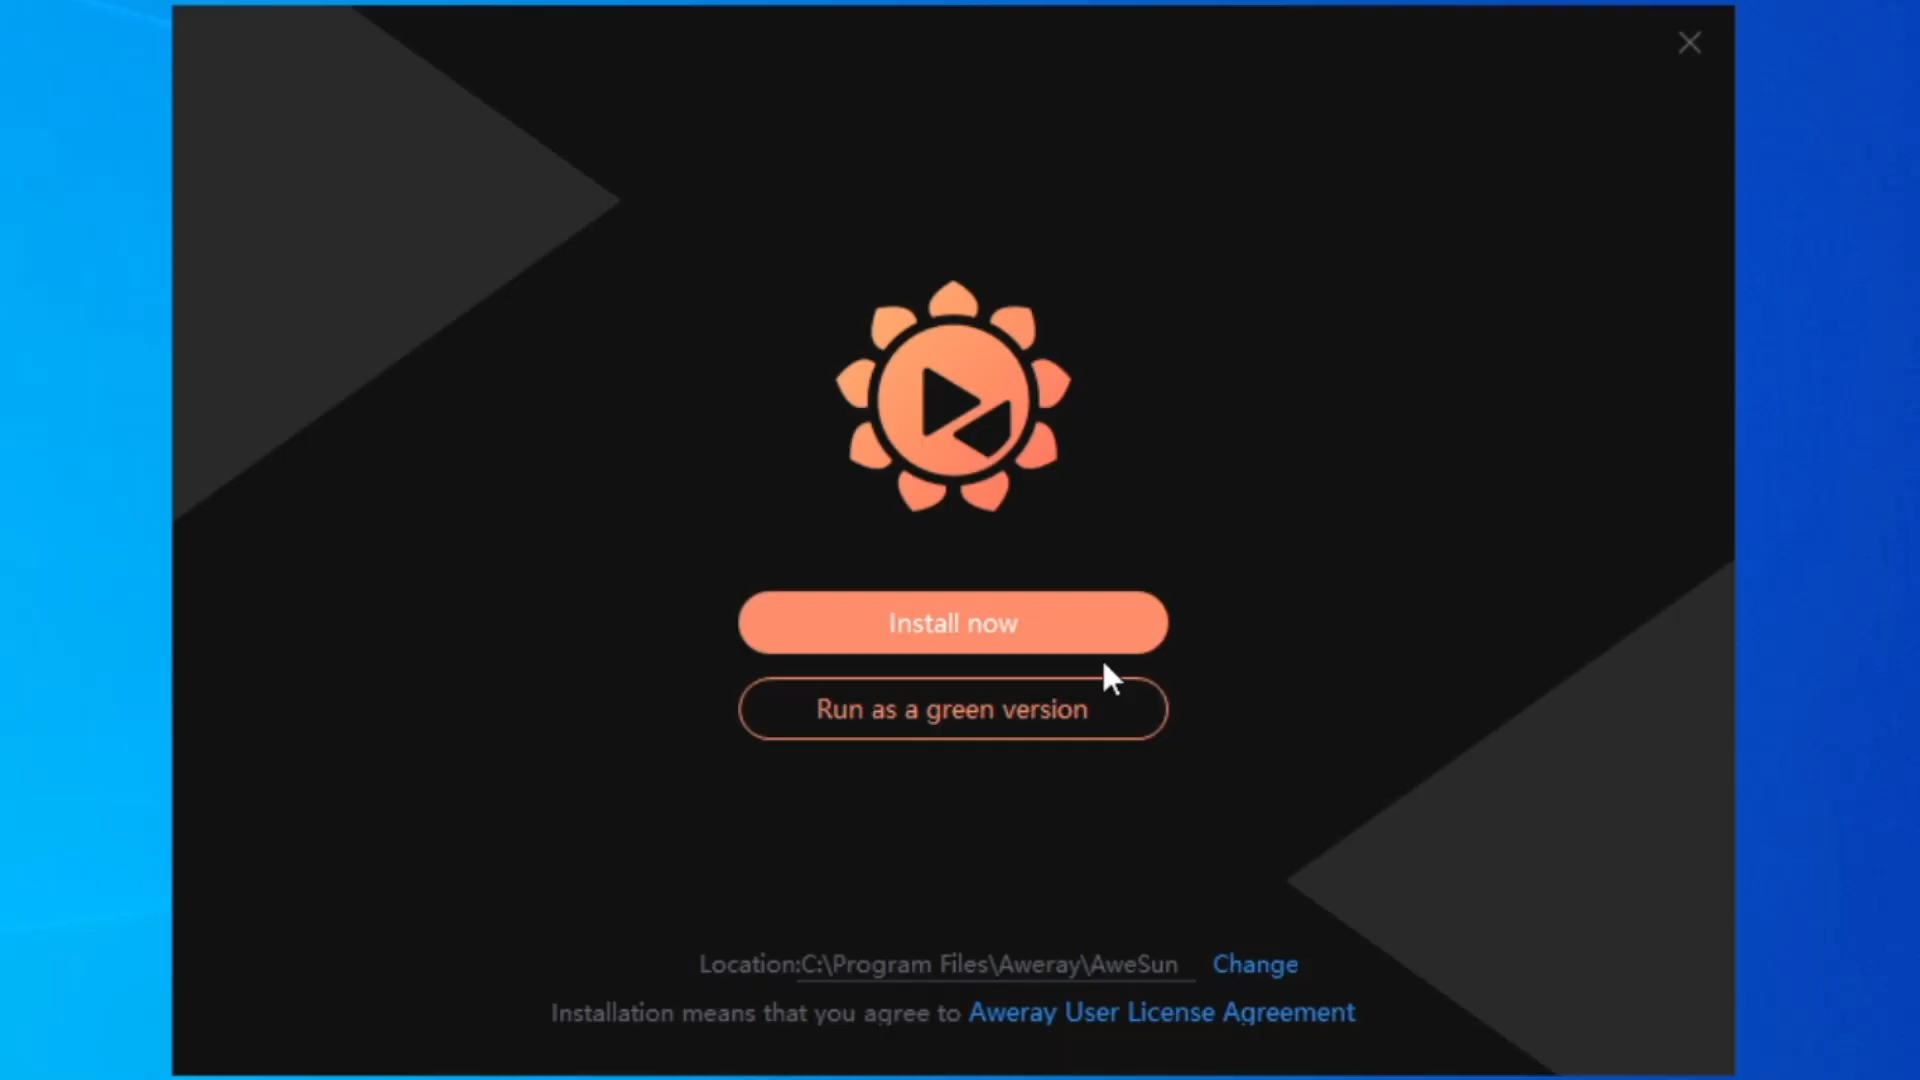 Install now
Run as a green version
Location:C:\Program Files\Aweray\AweSun Change
Installation means that you agree to Aweray User License Agreement